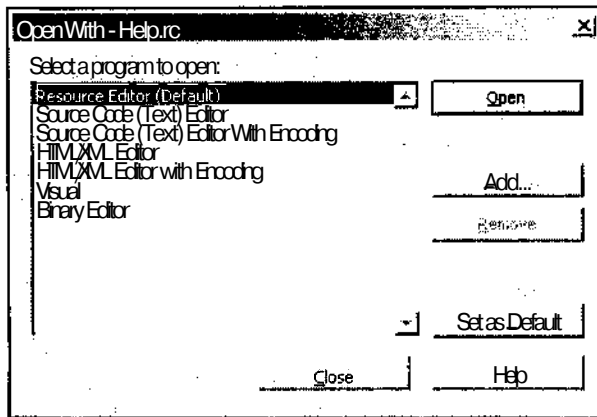 Open With - Help.rc
Select a program to open:
Resource Editor (Default)
Source Code (Text) Editor
Source Code (Text) Editor With Encoding
HTML/XML Editor
HTML/XML Editor with Encoding
Visual
Binary Editor
Open
Add...
Remove
Set as Default
Close
Help